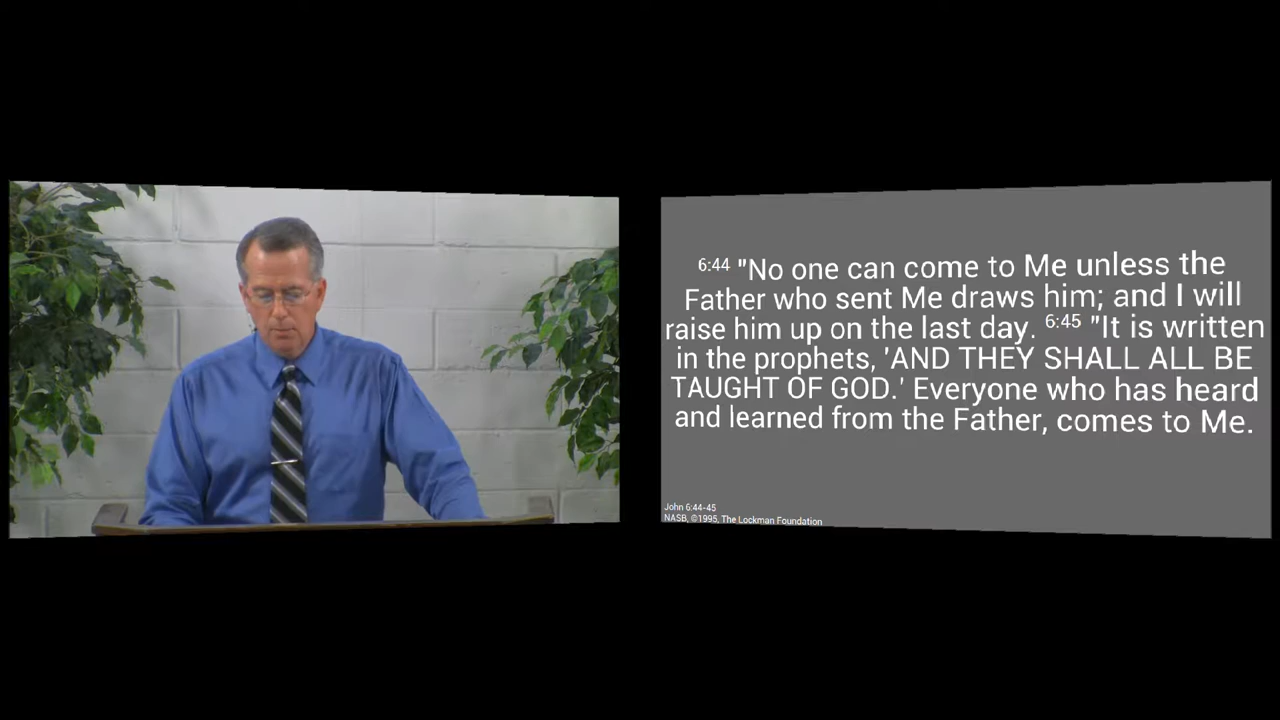 6:44 "No one can come to Me unless the
Father who sent Me draws him; and I will
raise him up on the last day. 6:45 "It is written
in the prophets, 'AND THEY SHALL ALL BE
TAUGHT OF GOD.' Everyone who has heard
and learned from the Father, comes to Me.
John 6:44-45
NASB, ©1995, The Lockman Foundation